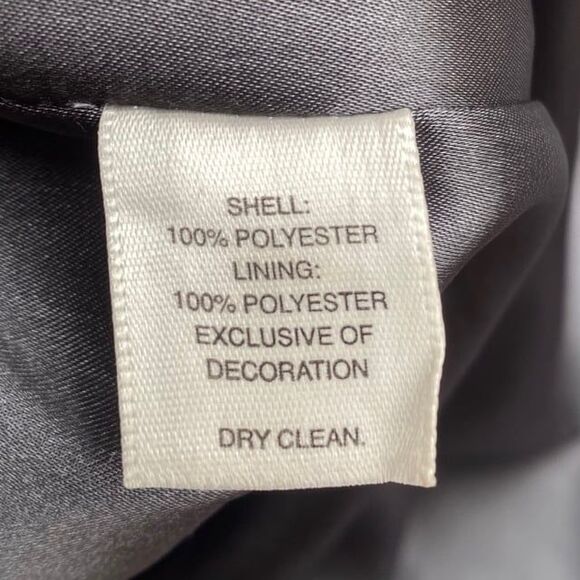 SHELL:
100% POLYESTER
LINING:
100% POLYESTER
EXCLUSIVE OF
DECORATION
DRY CLEAN.